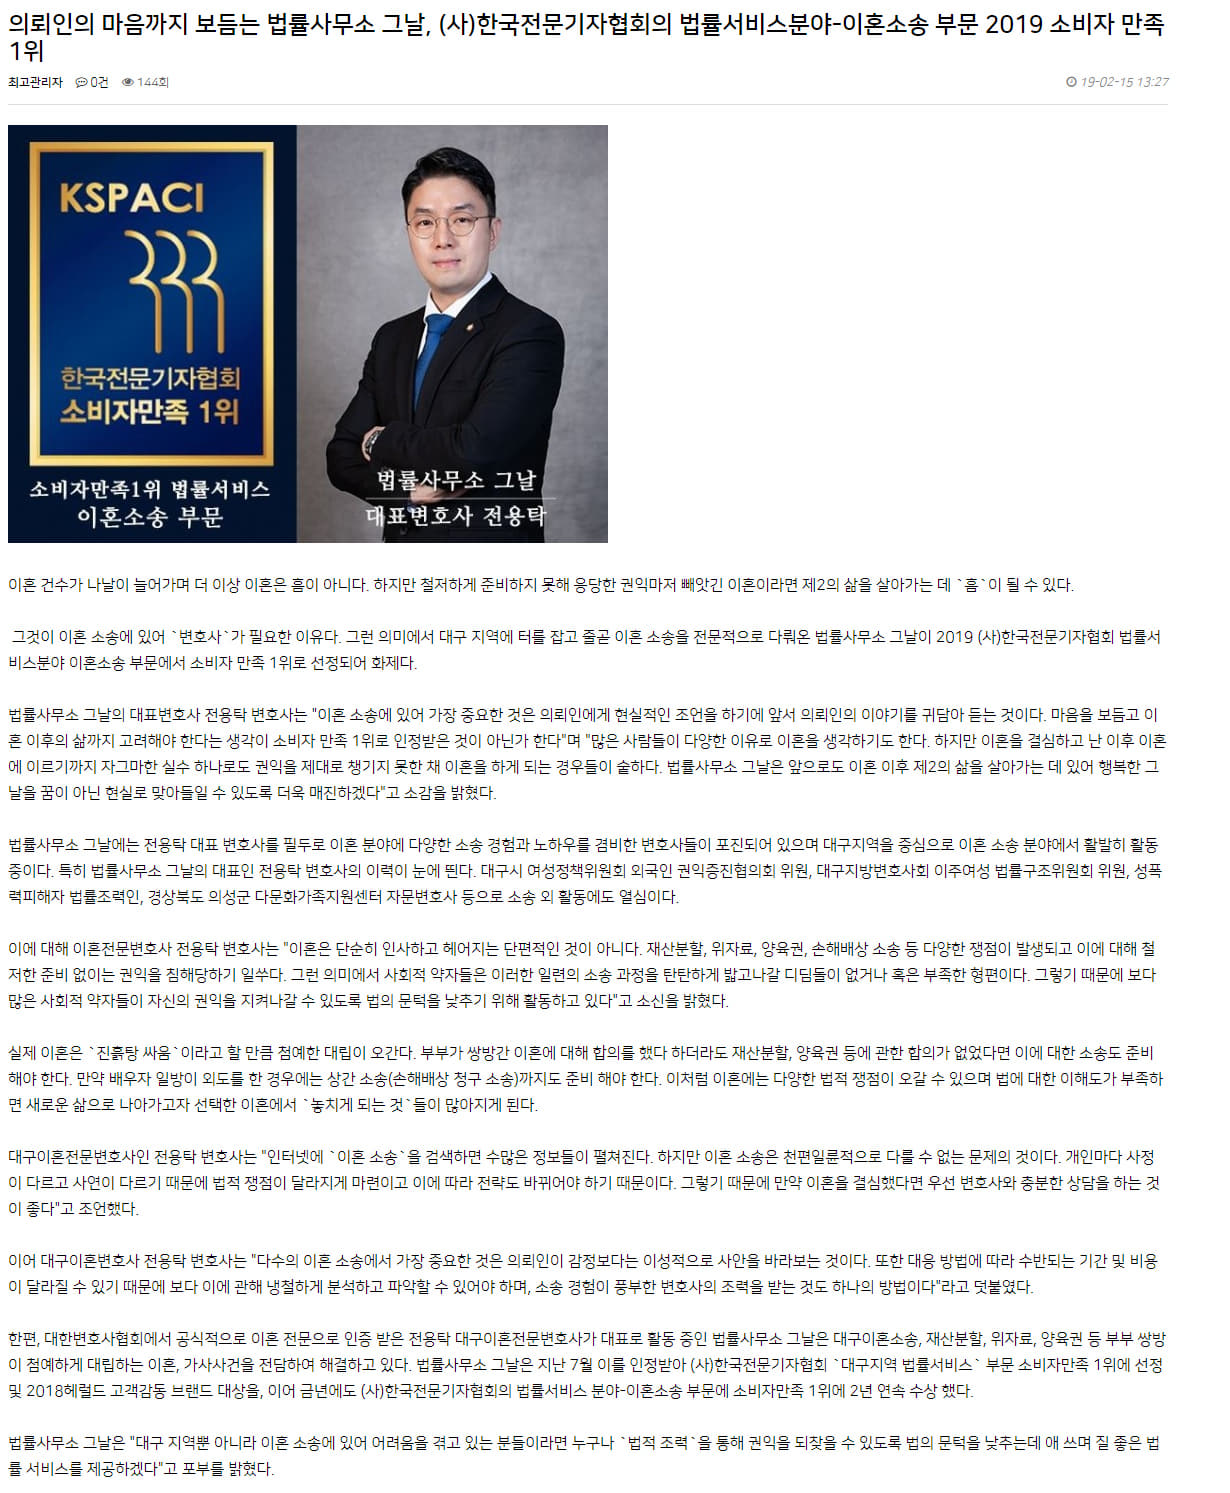 의뢰인의 마음까지 보듬는 법률사무소 그날, (사)한국전문기자협회의 법률서비스분야-이혼소송 부문 2019 소비자 만족
1위
최고관리자 0건 144회 19-02-15 13:27
KSPACI
한국전문기자협회
소비자만족 1위
소비자만족1위 법률서비스
이혼소송 부문
법률사무소 그날
대표변호사 전용탁
이혼 건수가 나날이 늘어가며 더 이상 이혼은 흠이 아니다. 하지만 철저하게 준비하지 못해 응당한 권익마저 빼앗긴 이혼이라면 제2의 삶을 살아가는 데 `흠`이 될 수 있다.
그것이 이혼 소송에 있어 `변호사`가 필요한 이유다. 그런 의미에서 대구 지역에 터를 잡고 줄곧 이혼 소송을 전문적으로 다뤄온 법률사무소 그날이 2019 (사)한국전문기자협회 법률서
비스분야 이혼소송 부문에서 소비자 만족 1위로 선정되어 화제다.
법률사무소 그날의 대표변호사 전용탁 변호사는 "이혼 소송에 있어 가장 중요한 것은 의뢰인에게 현실적인 조언을 하기에 앞서 의뢰인의 이야기를 귀담아 듣는 것이다. 마음을 보듬고 이
혼 이후의 삶까지 고려해야 한다는 생각이 소비자 만족 1위로 인정받은 것이 아닌가 한다"며 "많은 사람들이 다양한 이유로 이혼을 생각하기도 한다. 하지만 이혼을 결심하고 난 이후 이혼
에 이르기까지 자그마한 실수 하나로도 권익을 제대로 챙기지 못한 채 이혼을 하게 되는 경우들이 숱하다. 법률사무소 그날은 앞으로도 이혼 이후 제2의 삶을 살아가는 데 있어 행복한 그
날을 꿈이 아닌 현실로 맞아들일 수 있도록 더욱 매진하겠다"고 소감을 밝혔다.
법률사무소 그날에는 전용탁 대표 변호사를 필두로 이혼 분야에 다양한 소송 경험과 노하우를 겸비한 변호사들이 포진되어 있으며 대구지역을 중심으로 이혼 소송 분야에서 활발히 활동
중이다. 특히 법률사무소 그날의 대표인 전용탁 변호사의 이력이 눈에 띈다. 대구시 여성정책위원회 외국인 권익증진협의회 위원, 대구지방변호사회 이주여성 법률구조위원회 위원, 성폭
력피해자 법률조력인, 경상북도 의성군 다문화가족지원센터 자문변호사 등으로 소송 외 활동에도 열심이다.
이에 대해 이혼전문변호사 전용탁 변호사는 "이혼은 단순히 인사하고 헤어지는 단편적인 것이 아니다. 재산분할, 위자료, 양육권, 손해배상 소송 등 다양한 쟁점이 발생되고 이에 대해 철
저한 준비 없이는 권익을 침해당하기 일쑤다. 그런 의미에서 사회적 약자들은 이러한 일련의 소송 과정을 탄탄하게 밟고나갈 디딤돌이 없거나 혹은 부족한 형편이다. 그렇기 때문에 보다
많은 사회적 약자들이 자신의 권익을 지켜나갈 수 있도록 법의 문턱을 낮추기 위해 활동하고 있다"고 소신을 밝혔다.
실제 이혼은 `진흙탕 싸움`이라고 할 만큼 첨예한 대립이 오간다. 부부가 쌍방간 이혼에 대해 합의를 했다 하더라도 재산분할, 양육권 등에 관한 합의가 없었다면 이에 대한 소송도 준비
해야 한다. 만약 배우자 일방이 외도를 한 경우에는 상간 소송(손해배상 청구 소송)까지도 준비 해야 한다. 이처럼 이혼에는 다양한 법적 쟁점이 오갈 수 있으며 법에 대한 이해도가 부족하
면 새로운 삶으로 나아가고자 선택한 이혼에서 `놓치게 되는 것`들이 많아지게 된다.
대구이혼전문변호사인 전용탁 변호사는 "인터넷에 `이혼 소송`을 검색하면 수많은 정보들이 펼쳐진다. 하지만 이혼 소송은 천편일륜적으로 다룰 수 없는 문제의 것이다. 개인마다 사정
이 다르고 사연이 다르기 때문에 법적 쟁점이 달라지게 마련이고 이에 따라 전략도 바뀌어야 하기 때문이다. 그렇기 때문에 만약 이혼을 결심했다면 우선 변호사와 충분한 상담을 하는 것
이 좋다"고 조언했다.
이어 대구이혼변호사 전용탁 변호사는 "다수의 이혼 소송에서 가장 중요한 것은 의뢰인이 감정보다는 이성적으로 사안을 바라보는 것이다. 또한 대응 방법에 따라 수반되는 기간 및 비용
이 달라질 수 있기 때문에 보다 이에 관해 냉철하게 분석하고 파악할 수 있어야 하며, 소송 경험이 풍부한 변호사의 조력을 받는 것도 하나의 방법이다"라고 덧붙였다.
한편, 대한변호사협회에서 공식적으로 이혼 전문으로 인증 받은 전용탁 대구이혼전문변호사가 대표로 활동 중인 법률사무소 그날은 대구이혼소송, 재산분할, 위자료, 양육권 등 부부 쌍방
이 첨예하게 대립하는 이혼, 가사사건을 전담하여 해결하고 있다. 법률사무소 그날은 지난 7월 이를 인정받아 (사)한국전문기자협회 `대구지역 법률서비스` 부문 소비자만족 1위에 선정
및 2018헤럴드 고객감동 브랜드 대상을, 이어 금년에도 (사)한국전문기자협회의 법률서비스 분야-이혼소송 부문에 소비자만족 1위에 2년 연속 수상 했다.
법률사무소 그날은 "대구 지역뿐 아니라 이혼 소송에 있어 어려움을 겪고 있는 분들이라면 누구나 `법적 조력`을 통해 권익을 되찾을 수 있도록 법의 문턱을 낮추는데 애 쓰며 질 좋은 법
률 서비스를 제공하겠다"고 포부를 밝혔다.